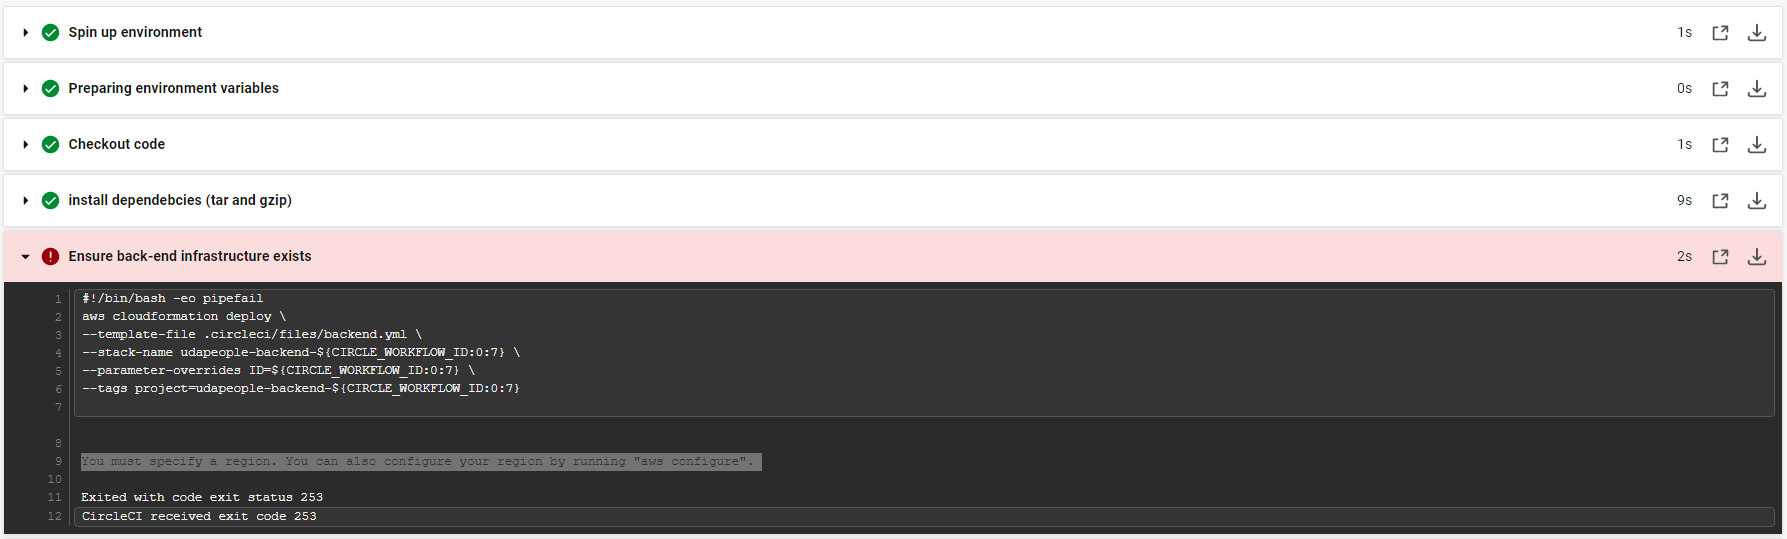 Spin up environment 1s
Preparing environment variables 0s
Checkout code 1s
install dependebcies (tar and gzip) 9s
Ensure back-end infrastructure exists 2s
1 #!/bin/bash -eo pipefail
2 aws cloudformation deploy \
3 --template-file .circleci/files/backend.yml \
4 --stack-name udapeople-backend-${CIRCLE_WORKFLOW_ID:0:7} \
5 --parameter-overrides ID=${CIRCLE_WORKFLOW_ID:0:7} \
6 --tags project=udapeople-backend-${CIRCLE_WORKFLOW_ID:0:7}
7
8
9 You must specify a region. You can also configure your region by running "aws configure".
10
11 Exited with code exit status 253
12 CircleCI received exit code 253